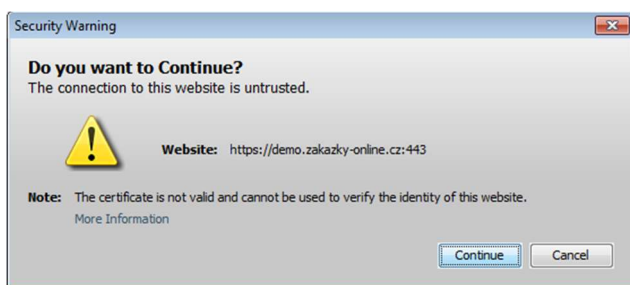 Security Warning
Do you want to Continue?
The connection to this website is untrusted.
Website: https://demo.zakazky-online.cz:443
Note: The certificate is not valid and cannot be used to verify the identity of this website.
More Information
Continue Cancel